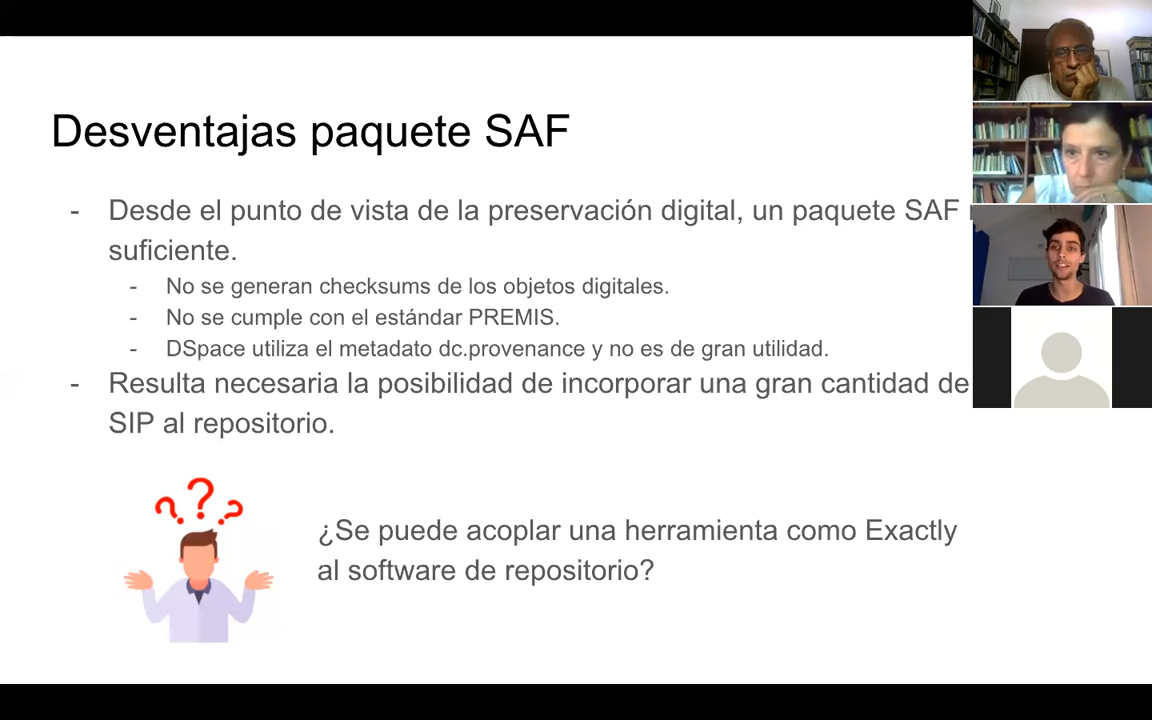 Desventajas paquete SAF
- Desde el punto de vista de la preservación digital, un paquete SAF
suficiente.
- No se generan checksums de los objetos digitales.
- No se cumple con el estándar PREMIS.
- DSpace utiliza el metadato dc.provenance y no es de gran utilidad.
- Resulta necesaria la posibilidad de incorporar una gran cantidad de
SIP al repositorio.
???
¿Se puede acoplar una herramienta como Exactly
al software de repositorio?